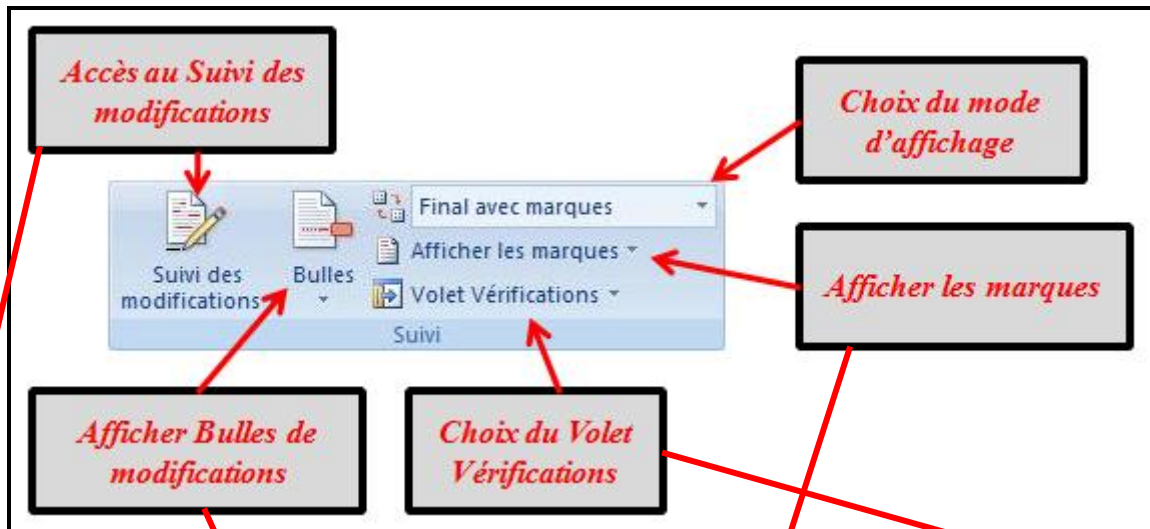 Accès au Suivi des
modifications
Choix du mode
d’affichage
Final avec marques
Afficher les marques
Suivi des
modifications
Bulles
Volet Vérifications
Suivi
Afficher les marques
Afficher Bulles de
modifications
Choix du Volet
Vérifications